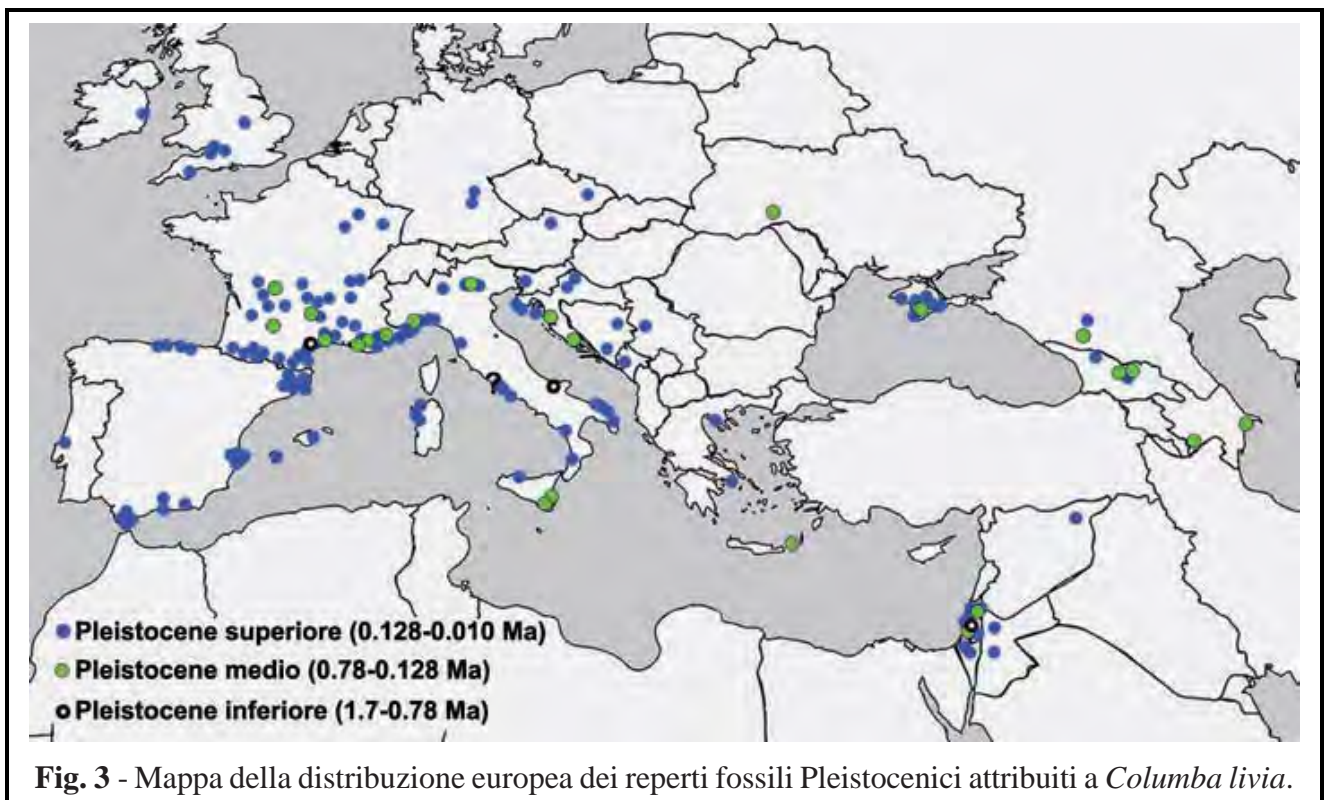 ?
Pleistocene superiore (0.128-0.010 Ma)
Pleistocene medio (0.78-0.128 Ma)
Pleistocene inferiore (1.7-0.78 Ma)
Fig. 3 - Mappa della distribuzione europea dei reperti fossili Pleistocenici attribuiti a Columba livia.